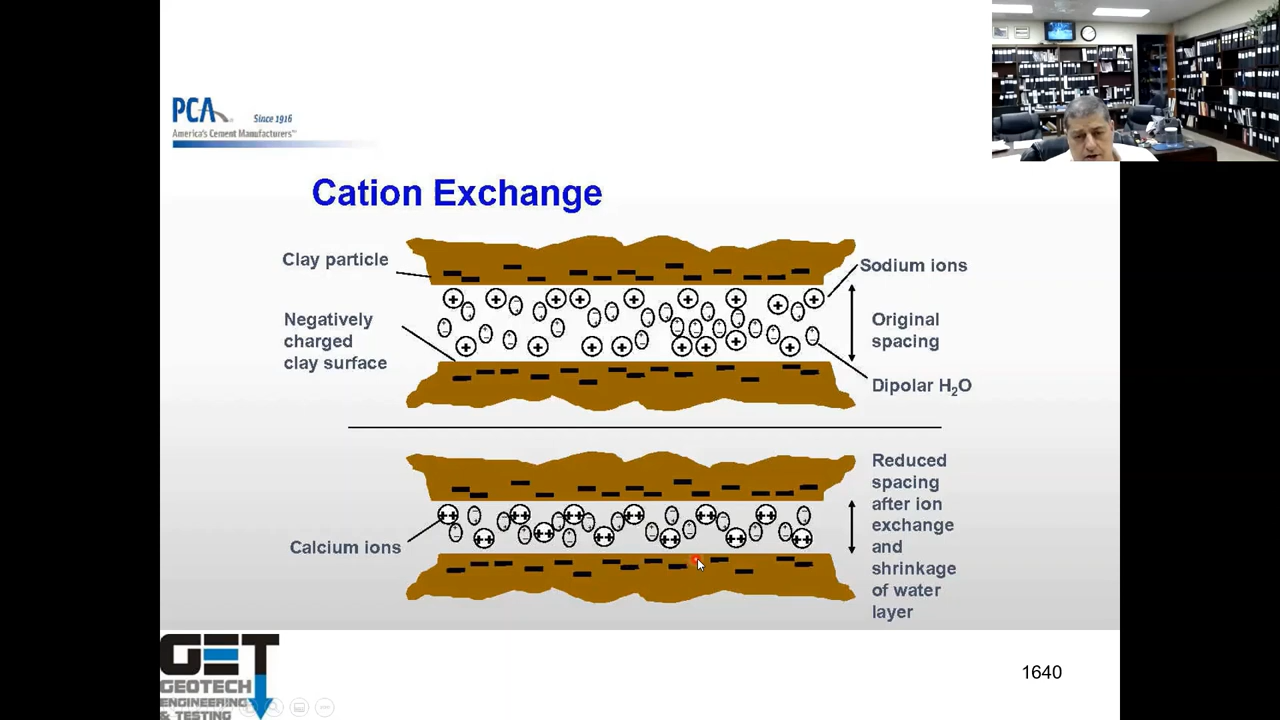 PCA
Since 1916
America's Cement Manufacturers™
Cation Exchange
Clay particle
Negatively
charged
clay surface
Sodium ions
Original
spacing
Dipolar H₂O
Calcium ions
Reduced
spacing
after ion
exchange
and
shrinkage
of water
layer
GET
GEOTECH
ENGINEERING
& TESTING
1640